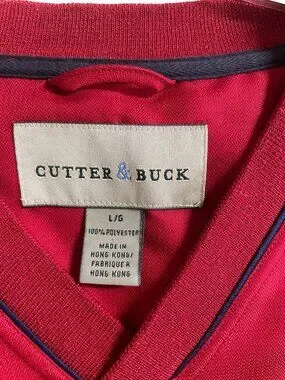 CUTTER & BUCK
L/G
100% POLYESTER
MADE IN
HONG KONG/
FABRIQUE A
HONG KONG